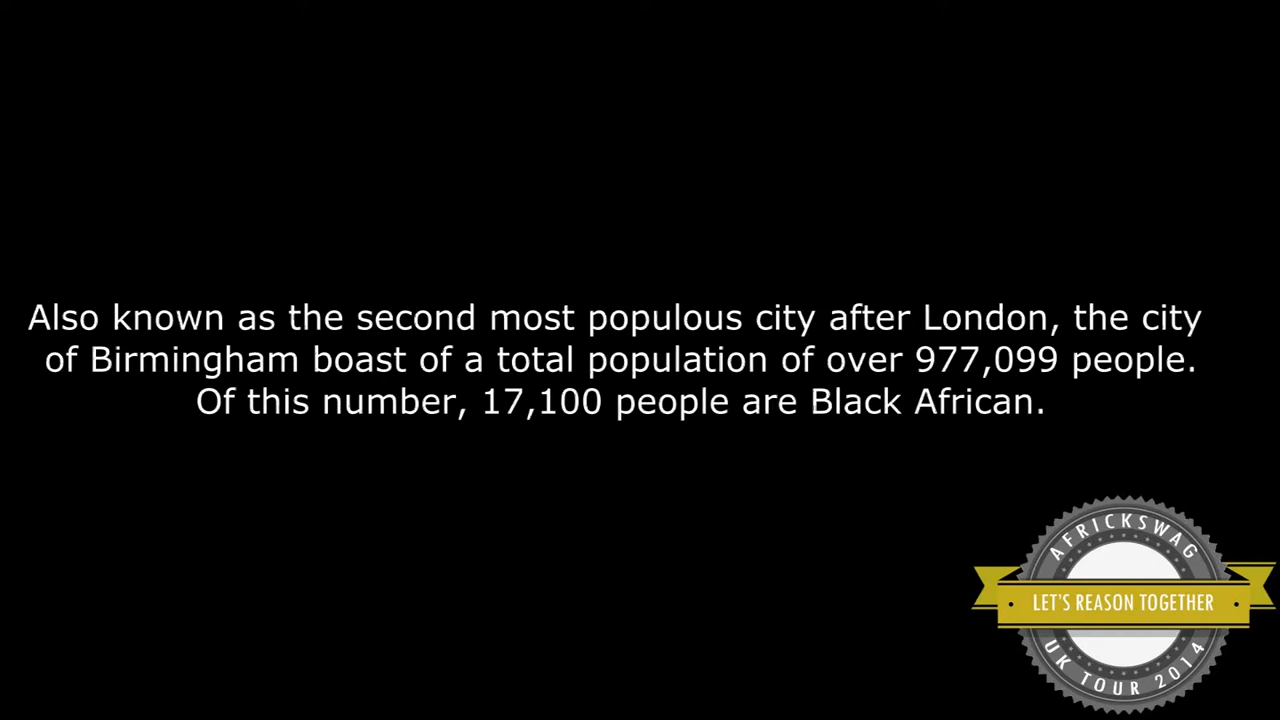 Also known as the second most populous city after London, the city
of Birmingham boast of a total population of over 977,099 people.
Of this number, 17,100 people are Black African.
AFRICKSWAG
LET'S REASON TOGETHER
UK TOUR 2014